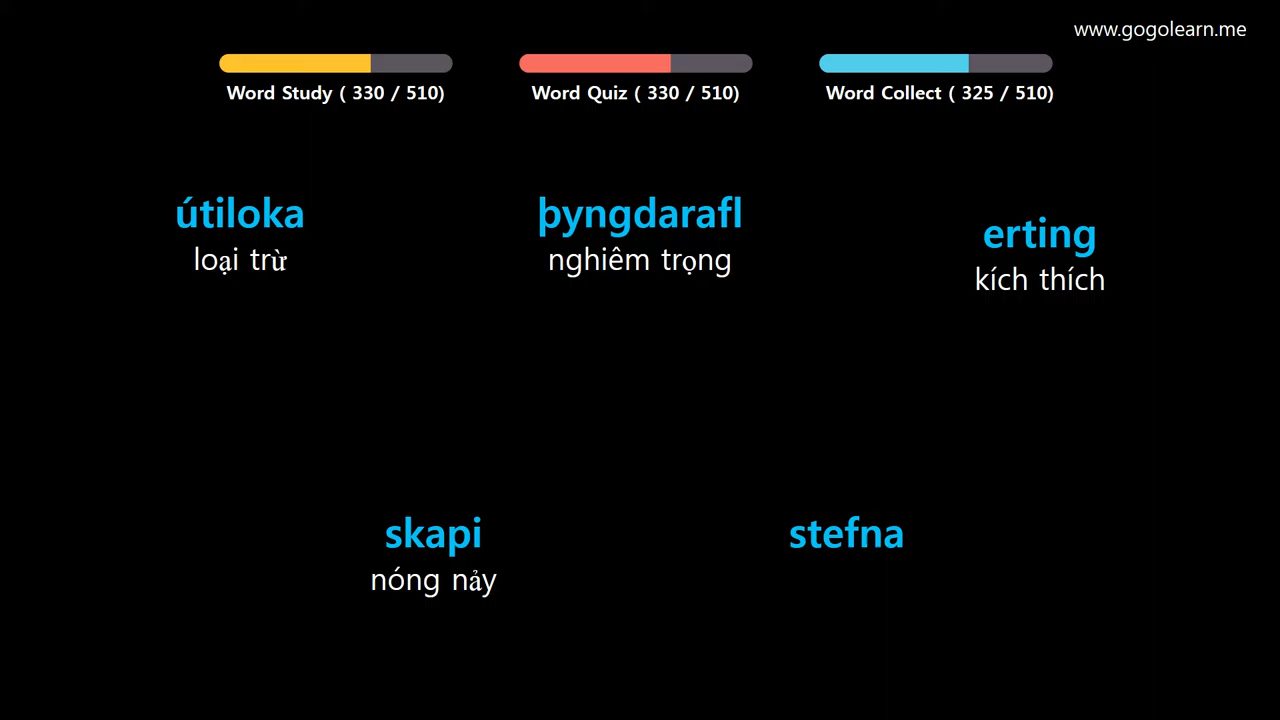 www.gogolearn.me
Word Study ( 330 / 510)
Word Quiz ( 330 / 510)
Word Collect ( 325 / 510)
útiloka
loại trừ
þyngdarafl
nghiêm trọng
erting
kích thích
skapi
nóng nảy
stefna